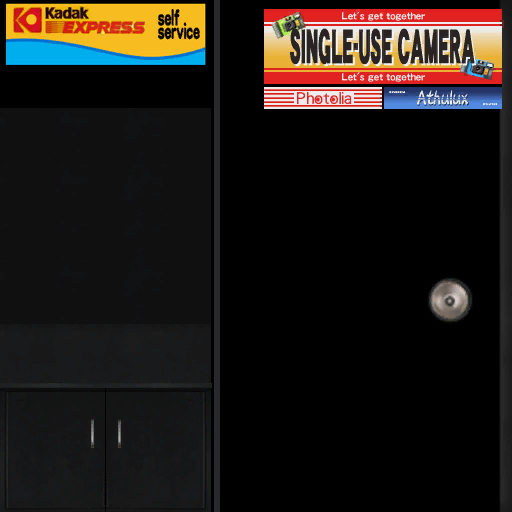 Kadak
EXPRESS
self
service
Let's get together
SINGLE-USE CAMERA
Let's get together
Photolia
Athulux